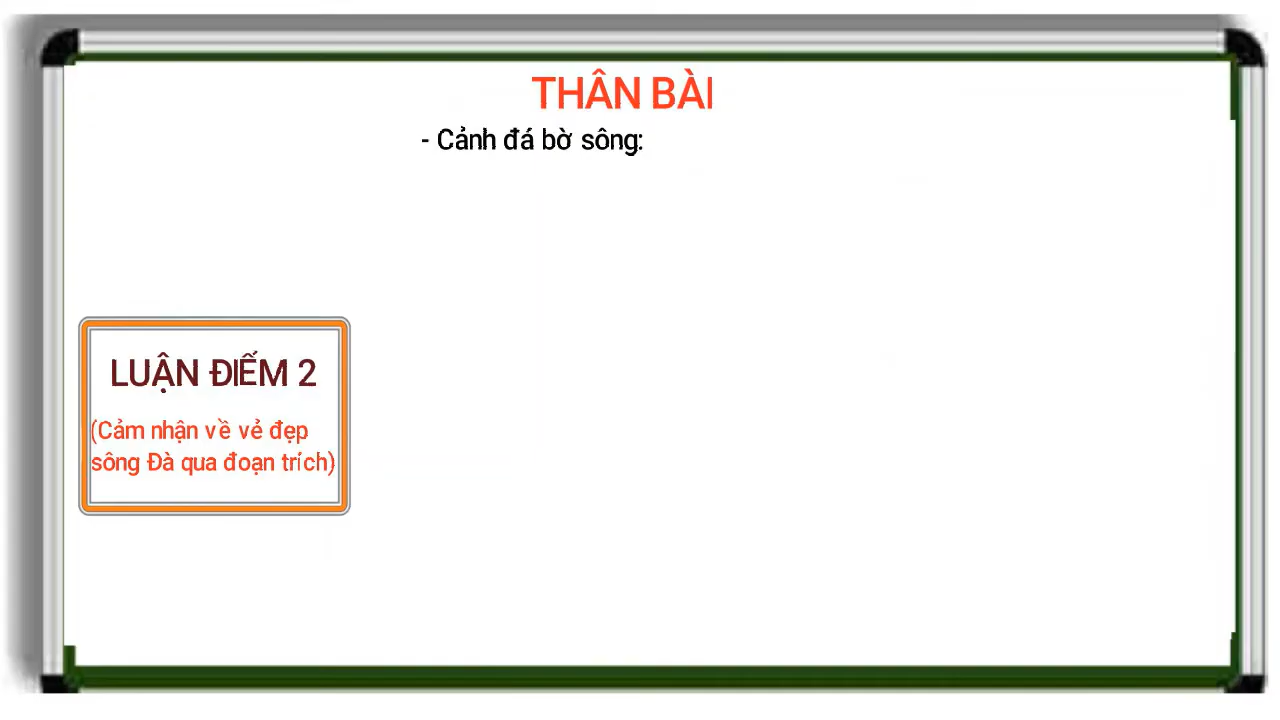 THÂN BÀI
- Cảnh đá bờ sông:
LUẬN ĐIỂM 2
(Cảm nhận về vẻ đẹp
sông Đà qua đoạn trích)